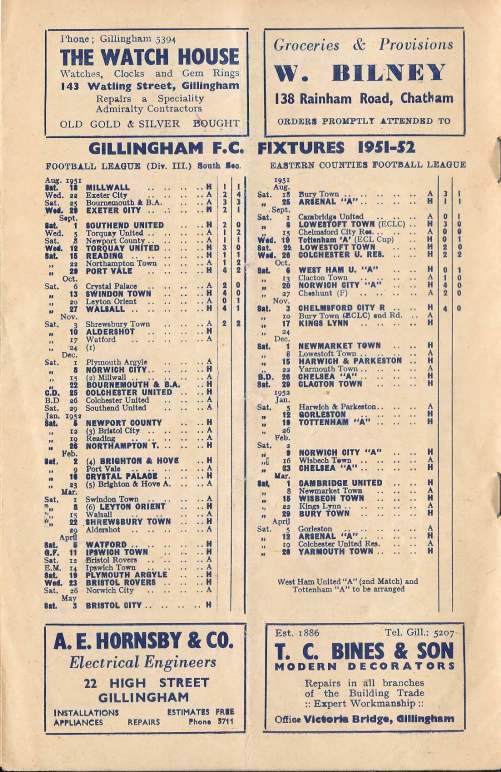 Phone ; Gillingham 5394
THE WATCH HOUSE
Watches, Clocks and Gem Rings
143 Watling Street, Gillingham
Repairs a Speciality
Admiralty Contractors
OLD GOLD & SILVER BOUGHT
Groceries & Provisions
W. BILNEY
138 Rainham Road, Chatham
ORDERS PROMPTLY ATTENDED TO
GILLINGHAM F.C. FIXTURES 1951-52
FOOTBALL LEAGUE (Div. III.) South Sec.
Aug. 1951
Sat. 18 MILLWALL .. .. .. .. H 1 1
Wed. 22 Exeter City .. .. .. A 2 4
Sat. 25 Bournemouth & B.A. .. A 3 3
Wed. 29 EXETER CITY .. .. H 2 1
Sept.
Sat. 1 SOUTHEND UNITED .. H 2 0
Wed. 5 Torquay United .. .. A 1 2
Sat. 8 Newport County .. .. A 1 1
Wed. 12 TORQUAY UNITED .. H 3 0
Sat. 15 READING .. .. .. .. H 1 1
" 22 Northampton Town .. A 1 2
" 29 PORT VALE .. .. .. H 4 2
Oct.
Sat. 6 Crystal Palace .. .. A 2 0
" 13 SWINDON TOWN .. .. H 4 0
" 20 Leyton Orient .. .. A 0 1
" 27 WALSALL .. .. .. H 4 1
Nov.
Sat. 3 Shrewsbury Town .. .. A 2 2
" 10 ALDERSHOT .. .. .. H
" 17 Watford .. .. .. A
" 24 (1)
Dec.
Sat. 1 Plymouth Argyle .. .. A
" 8 NORWICH CITY .. .. H
" 15 (2) Millwall .. .. .. A
" 22 BOURNEMOUTH & B.A. .. H
C.D. 25 COLCHESTER UNITED .. H
B.D 26 Colchester United .. .. A
Sat. 29 Southend United .. .. A
Jan. 1952
Sat. 5 NEWPORT COUNTY .. H
" 12 (3) Bristol City .. .. A
" 19 Reading .. .. .. A
" 26 NORTHAMPTON T. .. .. H
Feb.
Sat. 2 (4) BRIGHTON & HOVE .. H
" 9 Port Vale .. .. .. A
" 16 CRYSTAL PALACE .. .. H
" 23 (5) Brighton & Hove A. .. A
Mar.
Sat. 1 Swindon Town .. .. A
" 8 (6) LEYTON ORIENT .. H
" 15 Walsall .. .. .. A
" 22 SHREWSBURY TOWN .. H
" 29 Aldershot .. .. .. A
April
Sat. 5 WATFORD .. .. .. H
G.F. 11 IPSWICH TOWN .. .. H
Sat. 12 Bristol Rovers .. .. A
E.M. 14 Ipswich Town .. .. A
Sat. 19 PLYMOUTH ARGYLE .. H
Wed. 23 BRISTOL ROVERS .. .. H
Sat. 26 Norwich City .. .. A
May
Sat. 3 BRISTOL CITY .. .. .. H
EASTERN COUNTIES FOOTBALL LEAGUE
1951
Aug.
Sat. 18 Bury Town .. .. .. A 3 1
" 25 ARSENAL "A" .. .. H 1 1
Sept.
Sat. 1 Cambridge United .. .. A 0 1
" 8 LOWESTOFT TOWN (ECLC) .. H 3 0
" 15 Chelmsford City Res. .. A 0 0
Wed. 19 Tottenham 'A' (ECL Cup) H 0 1
Sat. 22 LOWESTOFT TOWN .. H 2 0
Wed. 26 COLCHESTER U. RES. .. H 2 2
Oct.
Sat. 6 WEST HAM U. "A" .. H 0 1
" 13 Clacton Town .. .. A 1 0
" 20 NORWICH CITY "A" .. H 4 0
" 27 Cheshunt (F) .. .. A 2 0
Nov.
Sat. 3 CHELMSFORD CITY R .. H 4 0
" 10 Bury Town (ECLC) 2nd Rd. .. A
" 17 KINGS LYNN .. .. H
" 24
Dec.
Sat. 1 NEWMARKET TOWN .. H
" 8 Lowestoft Town .. .. A
" 15 HARWICH & PARKESTON .. H
" 22 Yarmouth Town .. .. A
B.D. 26 CHELSEA "A" .. .. H
Sat. 29 CLACTON TOWN .. .. H
1952
Jan.
Sat. 5 Harwich & Parkeston .. .. A
" 12 GORLESTON .. .. H
" 19 TOTTENHAM "A" .. .. H
" 26
Feb.
Sat. 2
" 9 NORWICH CITY "A" .. H
" 16 Wisbech Town .. .. A
" 23 CHELSEA "A" .. .. H
Mar.
Sat. 1 CAMBRIDGE UNITED .. H
" 8 Newmarket Town .. .. A
" 15 WISBECH TOWN .. .. H
" 22 Kings Lynn .. .. .. A
" 29 BURY TOWN .. .. H
April
Sat. 5 Gorleston .. .. .. A
" 12 ARSENAL "A" .. .. H
" 19 Colchester United Res. .. A
" 26 YARMOUTH TOWN .. .. H
West Ham United "A" (2nd Match) and
Tottenham "A" to be arranged
A. E. HORNSBY & CO.
Electrical Engineers
22 HIGH STREET
GILLINGHAM
INSTALLATIONS ESTIMATES FREE
APPLIANCES REPAIRS Phone 5711
Est. 1886 Tel. Gill.: 5207
T. C. BINES & SON
MODERN DECORATORS
Repairs in all branches
of the Building Trade
:: Expert Workmanship ::
Office Victoria Bridge, Gillingham